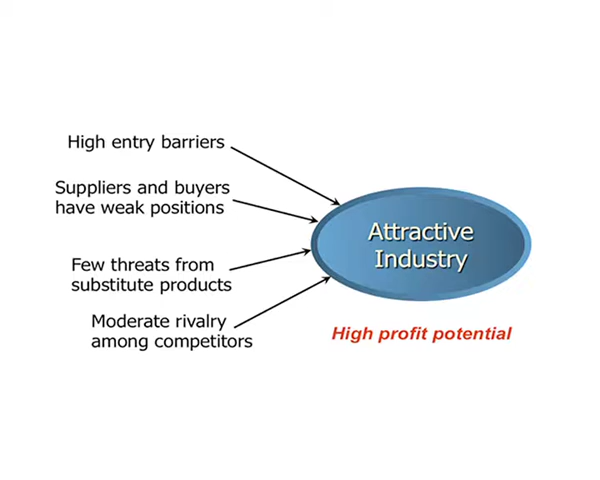 High entry barriers
Suppliers and buyers
have weak positions
Few threats from
substitute products
Moderate rivalry
among competitors
Attractive
Industry
High profit potential